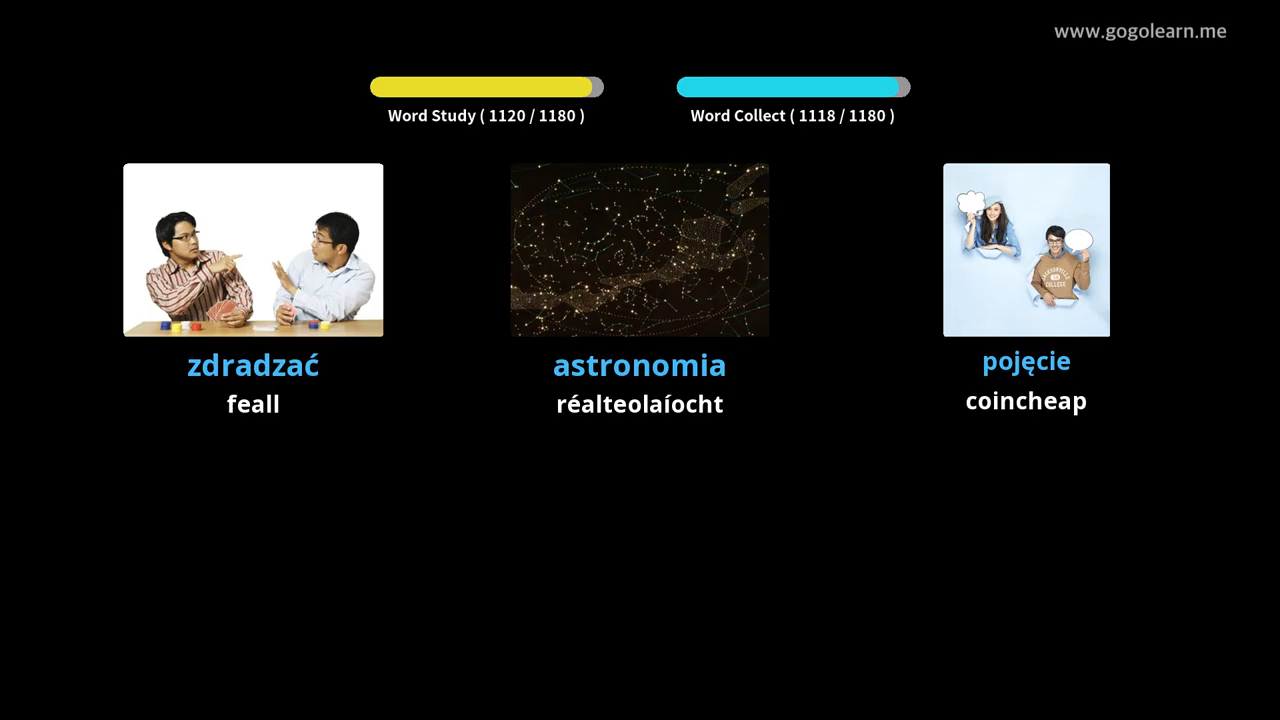 www.gogolearn.me
Word Study ( 1120 / 1180 )
Word Collect ( 1118 / 1180 )
zdradzać
astronomia
pojęcie
feall
réalteolaíocht
coincheap